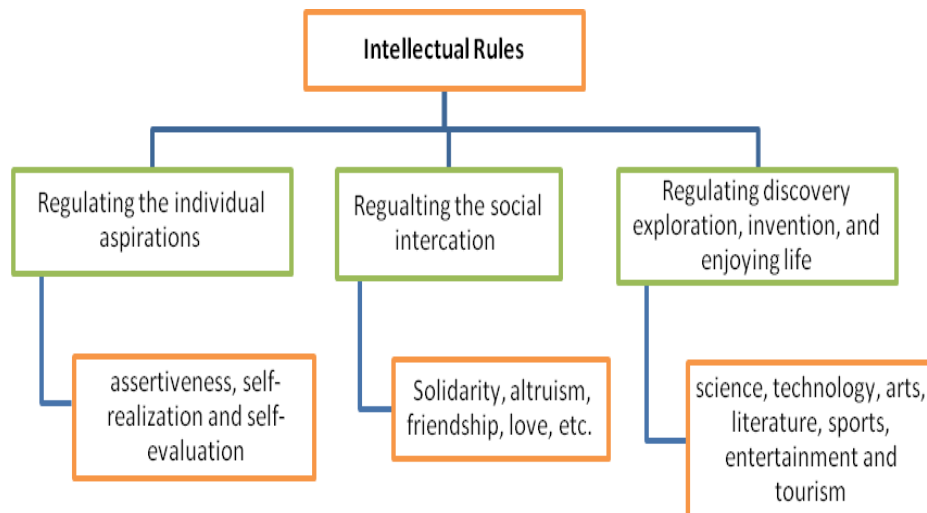 Intellectual Rules
Regulating the individual
aspirations
Regualting the social
intercation
Regulating discovery
exploration, invention, and
enjoying life
assertiveness, self-
realization and self-
evaluation
Solidarity, altruism,
friendship, love, etc.
science, technology, arts,
literature, sports,
entertainment and
tourism